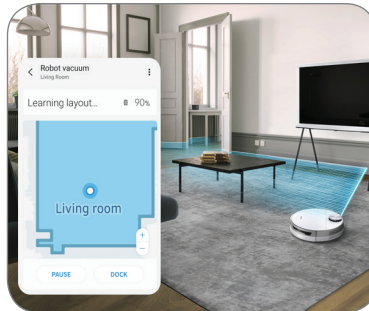 Robot vacuum
Living Room
Learning layout... 90%
Living room
+
−
PAUSE
DOCK